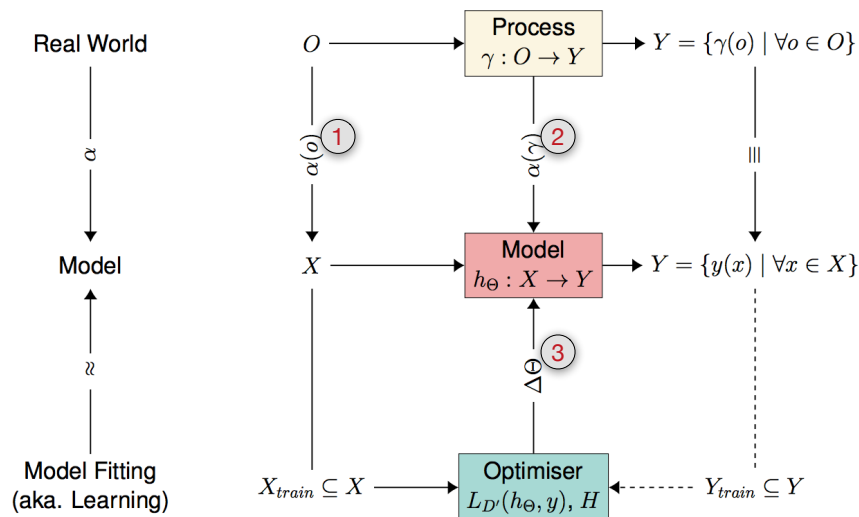 Process
Real World
O
γ : O → Y
Y = {γ(o) | ∀o ∈ O}
1
2
α
α(o)
α(γ)
≡
Model
Model
X
h_Θ : X → Y
Y = {y(x) | ∀x ∈ X}
3
≈
ΔΘ
Model Fitting
(aka. Learning)
X_train ⊆ X
Optimiser
L_D′(h_Θ, y), H
Y_train ⊆ Y